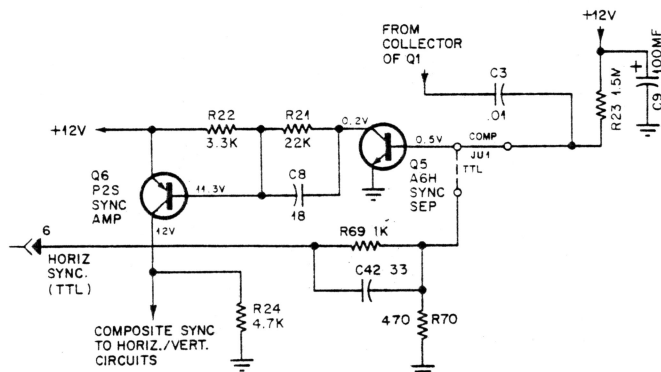 +12V
FROM
COLLECTOR
OF Q1
C3
.01
+
C9 100MF
R23 1.5M
R22
3.3K
R21
22K
0.2V
+12V
0.5V
COMP
JU1
TTL
Q5
A6H
SYNC
SEP
Q6
P2S
SYNC
AMP
11.3V
C8
18
12V
6
HORIZ
SYNC.
(TTL)
R69 1K
C42 33
R24
4.7K
470 R70
COMPOSITE SYNC
TO HORIZ./VERT.
CIRCUITS